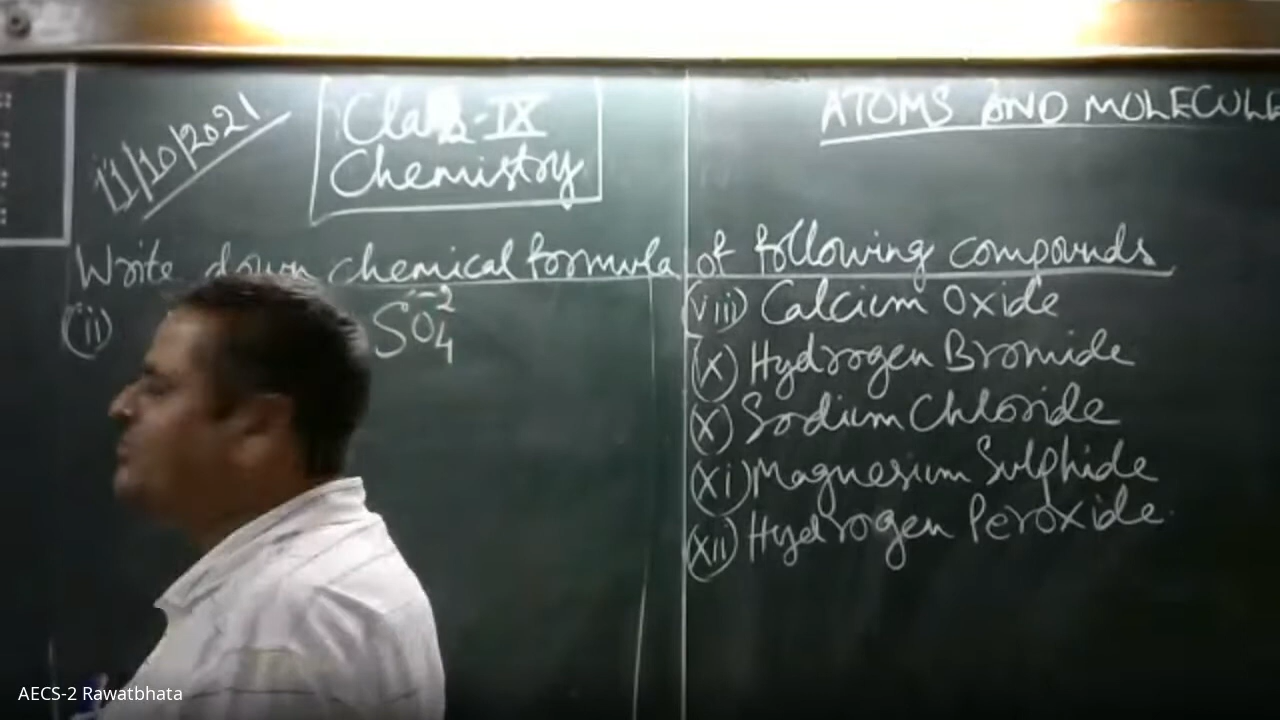 11/10/2021
Class-IX
Chemistry
ATOMS AND MOLECULE
Write down chemical formula of following compounds
(ii) SO4-2
(viii) Calcium Oxide
(x) Hydrogen Bromide
(x) Sodium Chloride
(xi) Magnesium Sulphide
(xii) Hydrogen Peroxide
AECS-2 Rawatbhata